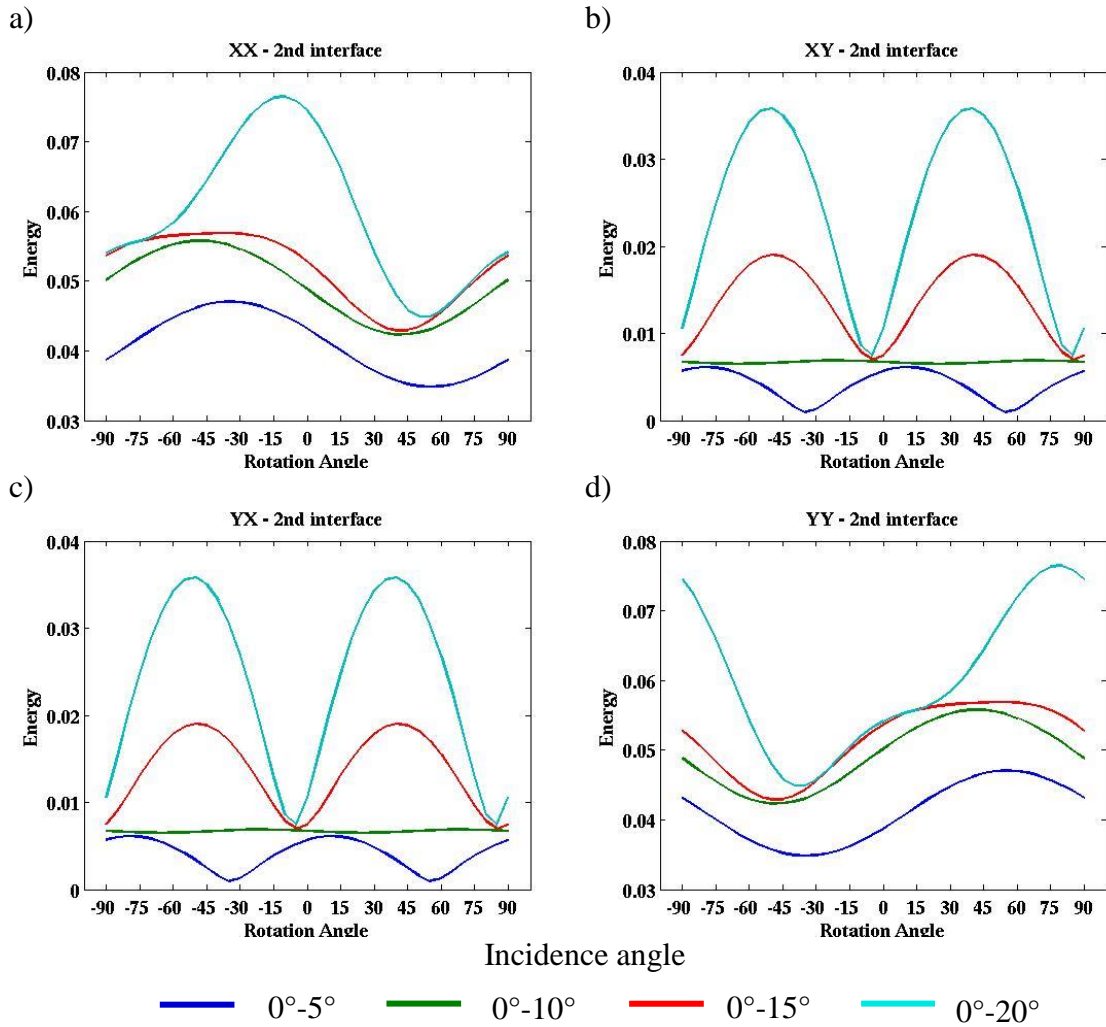 a)
XX - 2nd interface
0.08
0.07
0.06
0.05
0.04
0.03
Energy
-90 -75 -60 -45 -30 -15 0 15 30 45 60 75 90
Rotation Angle
b)
XY - 2nd interface
0.04
0.03
0.02
0.01
0
Energy
-90 -75 -60 -45 -30 -15 0 15 30 45 60 75 90
Rotation Angle
c)
YX - 2nd interface
0.04
0.03
0.02
0.01
0
Energy
-90 -75 -60 -45 -30 -15 0 15 30 45 60 75 90
Rotation Angle
d)
YY - 2nd interface
0.08
0.07
0.06
0.05
0.04
0.03
Energy
-90 -75 -60 -45 -30 -15 0 15 30 45 60 75 90
Rotation Angle
Incidence angle
0°-5° 0°-10° 0°-15° 0°-20°